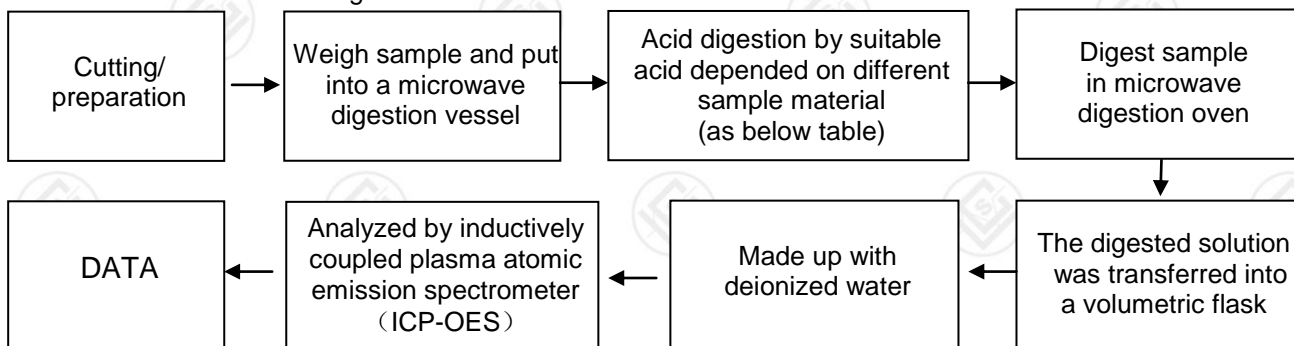 Cutting/
preparation
Weigh sample and put
into a microwave
digestion vessel
Acid digestion by suitable
acid depended on different
sample material
(as below table)
Digest sample
in microwave
digestion oven
The digested solution
was transferred into
a volumetric flask
Made up with
deionized water
Analyzed by inductively
coupled plasma atomic
emission spectrometer
（ICP-OES）
DATA